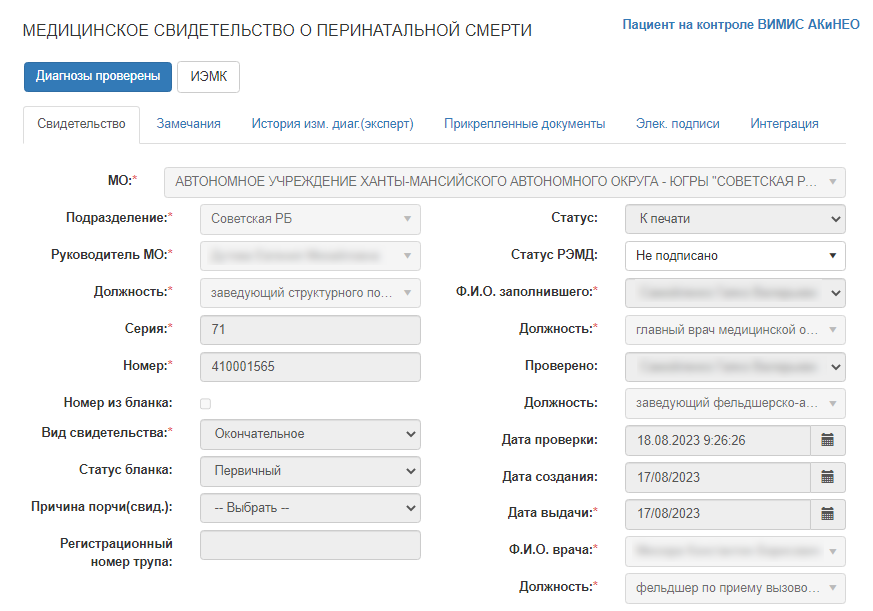 МЕДИЦИНСКОЕ СВИДЕТЕЛЬСТВО О ПЕРИНАТАЛЬНОЙ СМЕРТИ
Пациент на контроле ВИМИС АКиНЕО
Диагнозы проверены ИЭМК
Свидетельство Замечания История изм. диаг.(эксперт) Прикрепленные документы Элек. подписи Интеграция
МО:* АВТОНОМНОЕ УЧРЕЖДЕНИЕ ХАНТЫ-МАНСИЙСКОГО АВТОНОМНОГО ОКРУГА - ЮГРЫ "СОВЕТСКАЯ Р...
Подразделение:* Советская РБ
Руководитель МО:*
Должность:* заведующий структурного по...
Серия:* 71
Номер:* 410001565
Номер из бланка:
Вид свидетельства:* Окончательное
Статус бланка: Первичный
Причина порчи(свид.): -- Выбрать --
Регистрационный
номер трупа:
Статус: К печати
Статус РЭМД: Не подписано
Ф.И.О. заполнившего:*
Должность:* главный врач медицинской о...
Проверено:
Должность: заведующий фельдшерско-а...
Дата проверки: 18.08.2023 9:26:26
Дата создания: 17/08/2023
Дата выдачи:* 17/08/2023
Ф.И.О. врача:*
Должность:* фельдшер по приему вызово...